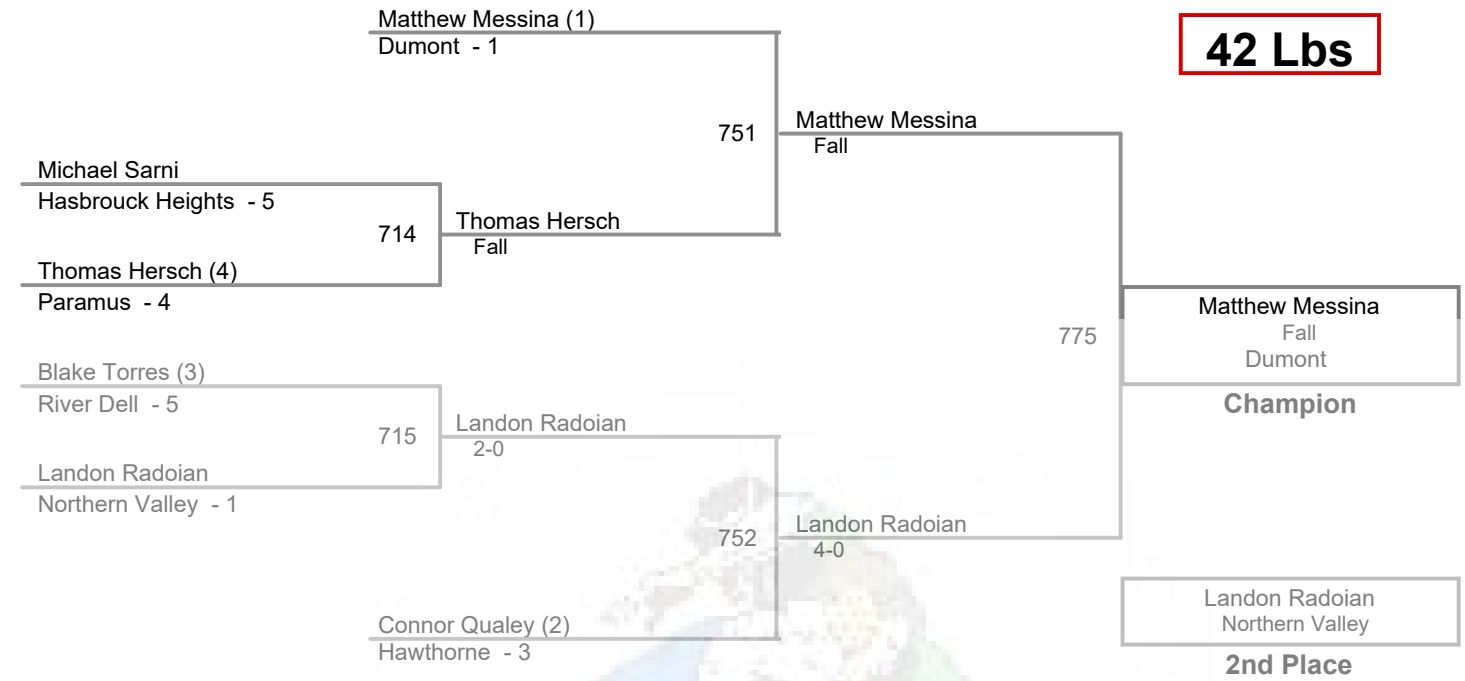 Matthew Messina (1)
Dumont - 1
42 Lbs
751
Matthew Messina
Fall
Michael Sarni
Hasbrouck Heights - 5
714
Thomas Hersch
Fall
Thomas Hersch (4)
Paramus - 4
Matthew Messina
Fall
Dumont
Champion
775
Blake Torres (3)
River Dell - 5
715
Landon Radoian
2-0
Landon Radoian
Northern Valley - 1
752
Landon Radoian
4-0
Connor Qualey (2)
Hawthorne - 3
Landon Radoian
Northern Valley
2nd Place